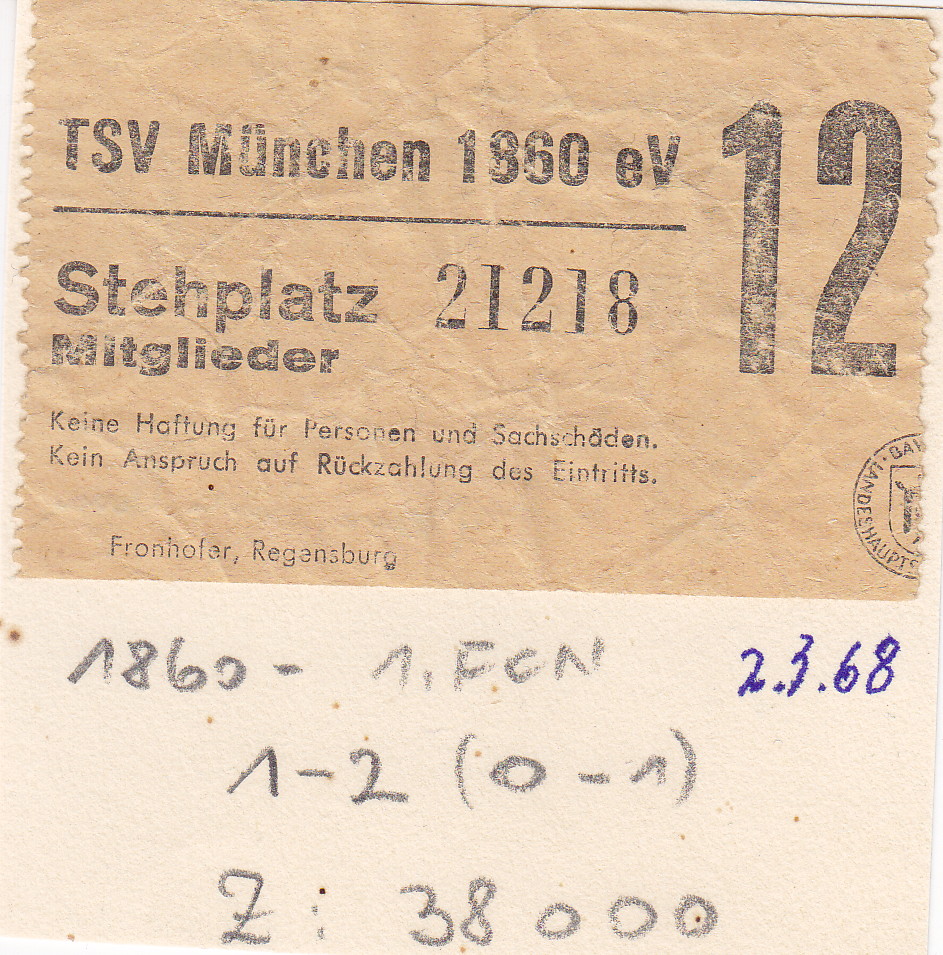 TSV München 1860 eV
12
Stehplatz 21218
Mitglieder
Keine Haftung für Personen und Sachschäden.
Kein Anspruch auf Rückzahlung des Eintritts.
Fronhofer, Regensburg
LANDESHAUPTS
1860 - 1. FCN 2.3.68
1-2 (0-1)
Z: 38000